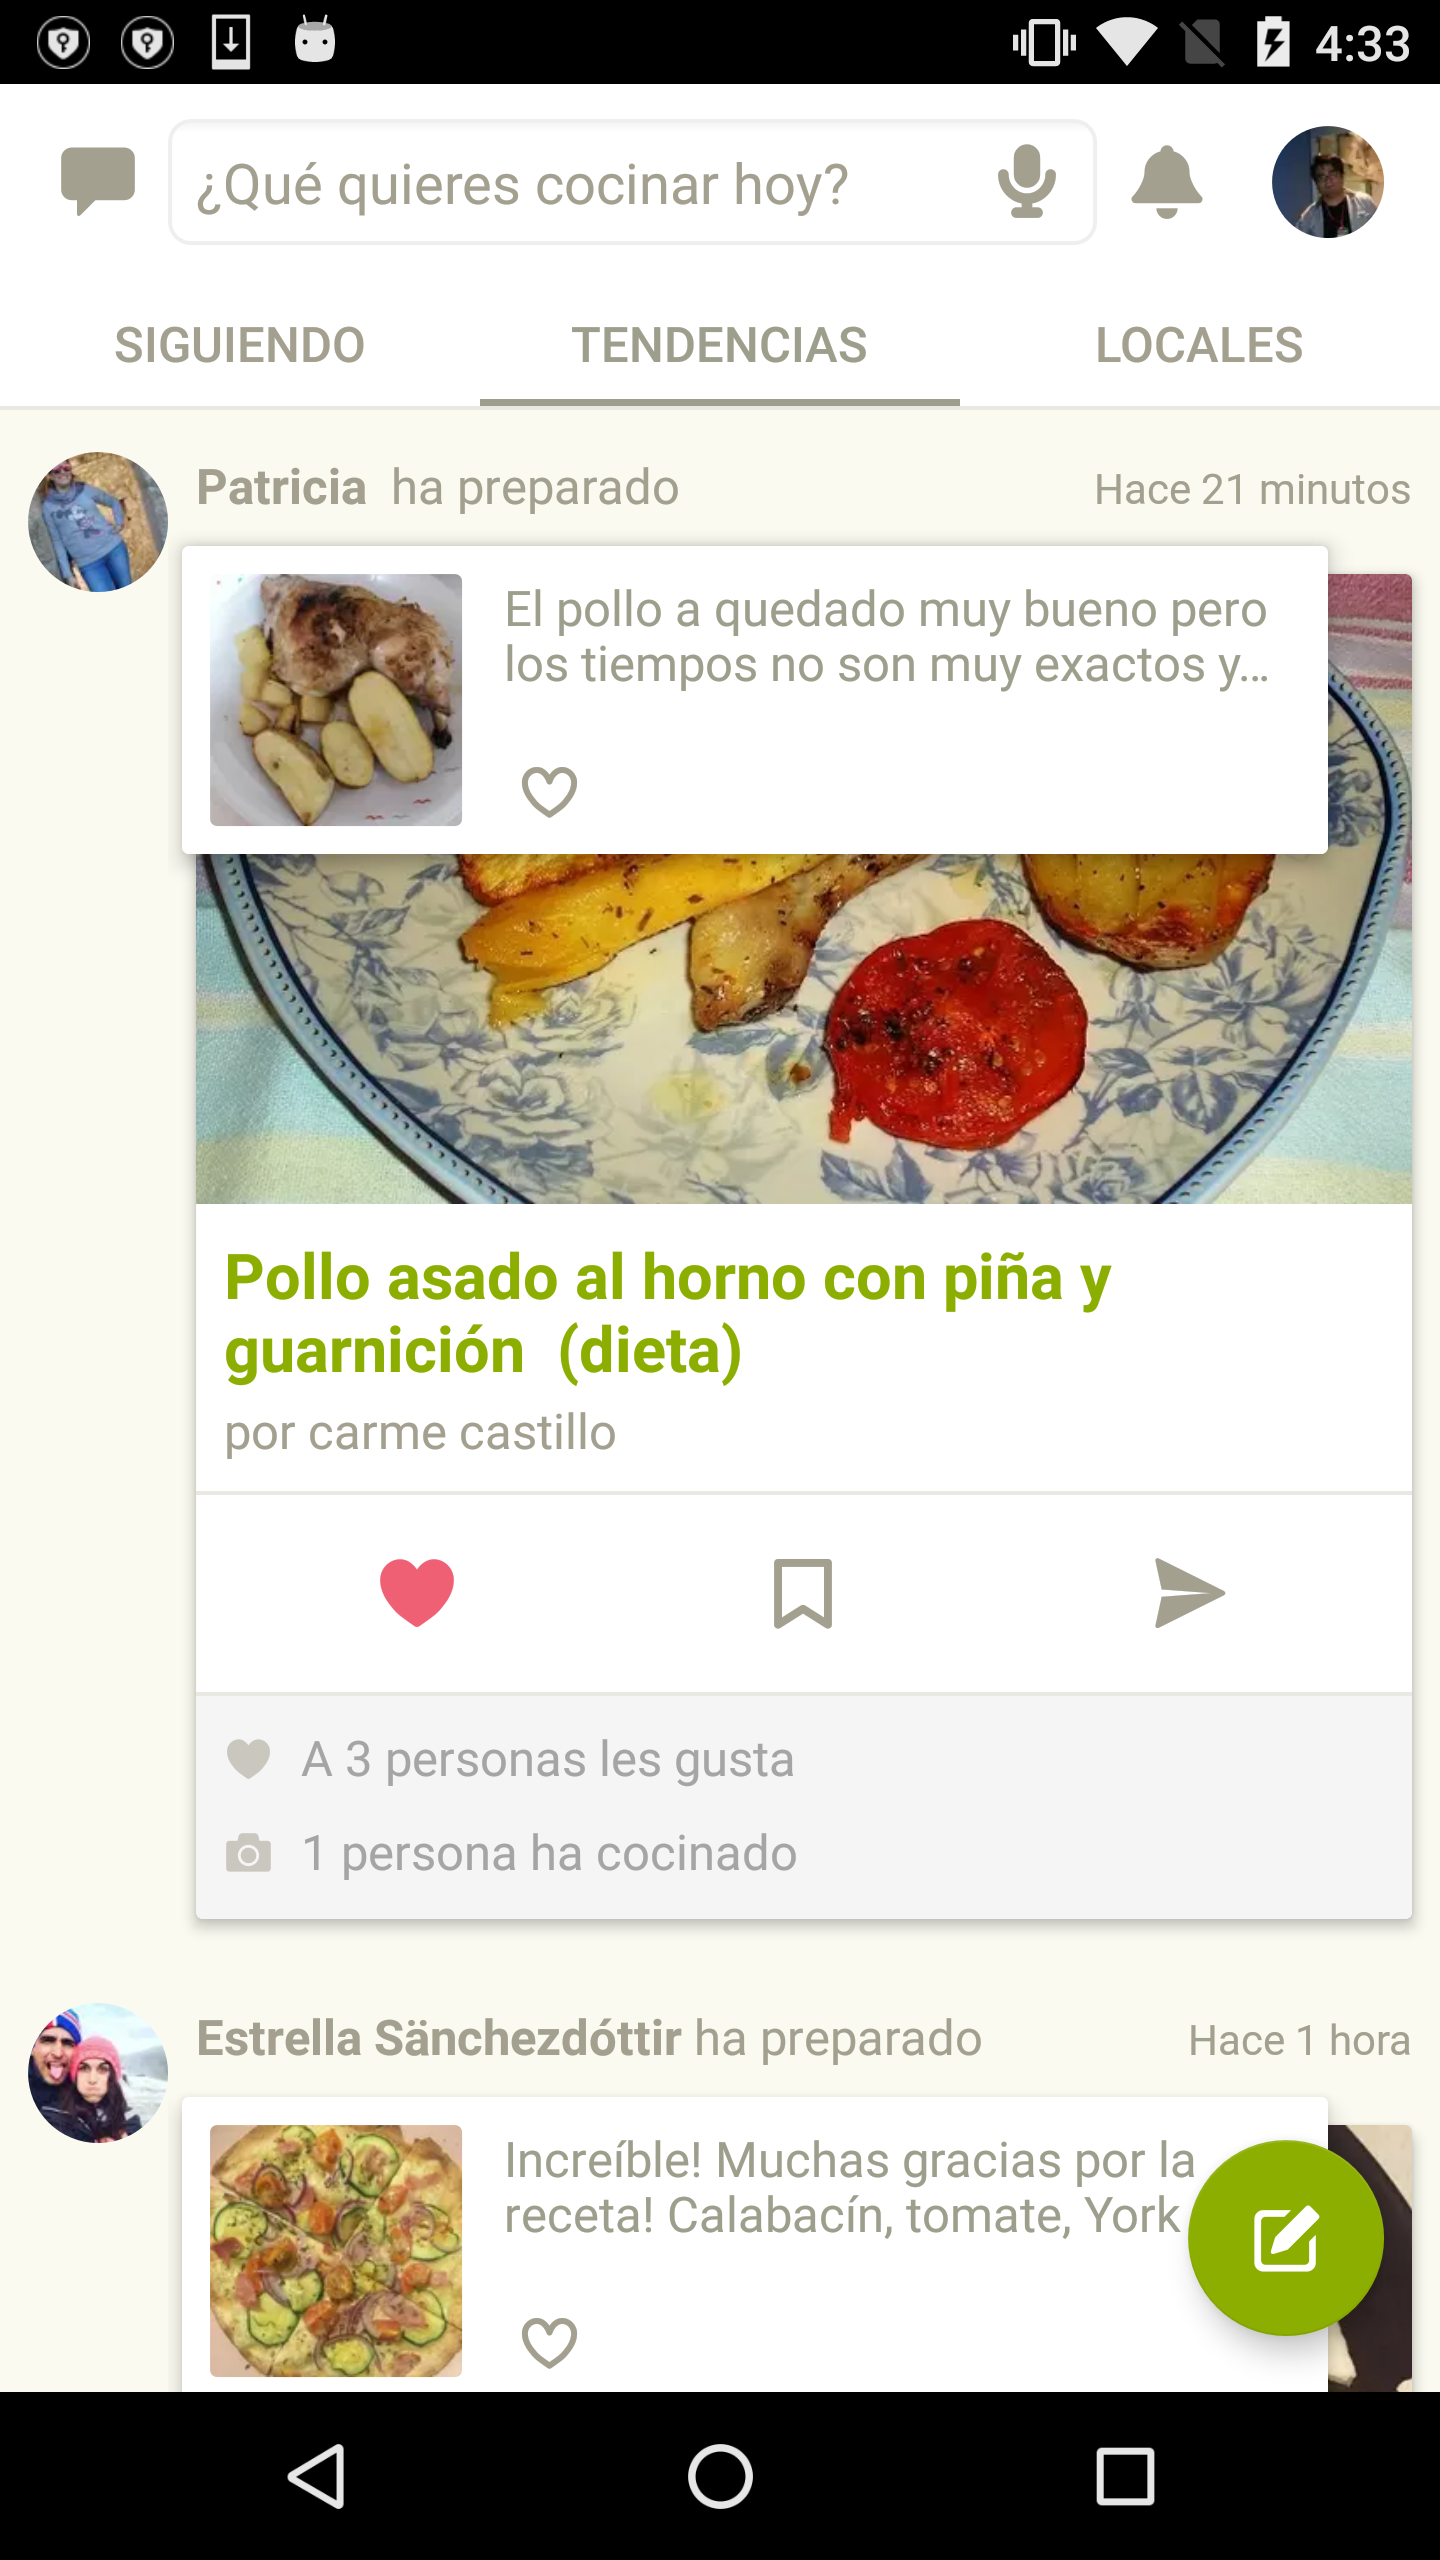 4:33
¿Qué quieres cocinar hoy?
SIGUIENDO
TENDENCIAS
LOCALES
Patricia ha preparado
Hace 21 minutos
El pollo a quedado muy bueno pero
los tiempos no son muy exactos y...
Pollo asado al horno con piña y
guarnición (dieta)
por carme castillo
A 3 personas les gusta
1 persona ha cocinado
Estrella Sänchezdóttir ha preparado
Hace 1 hora
Increíble! Muchas gracias por la
receta! Calabacín, tomate, York